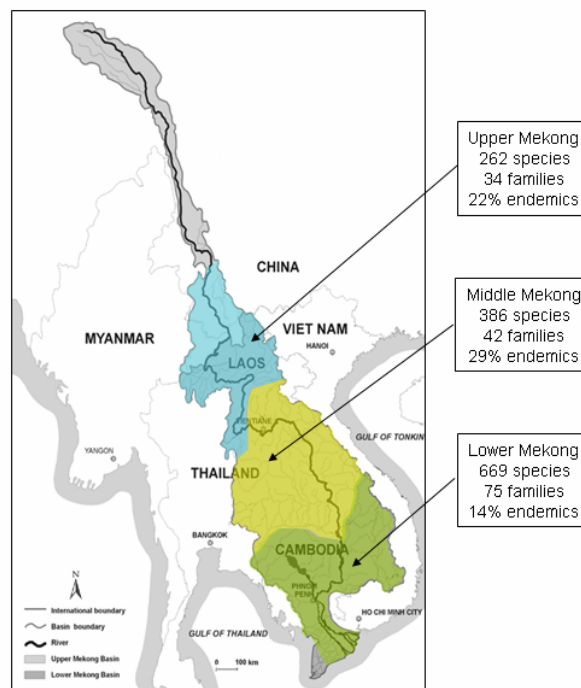 Upper Mekong
262 species
34 families
22% endemics
CHINA
Middle Mekong
386 species
42 families
29% endemics
MYANMAR
VIET NAM
HANOI
LAOS
VIENTIANE
GULF OF TONKIN
Lower Mekong
669 species
75 families
14% endemics
YANGON
THAILAND
BANGKOK
CAMBODIA
PHNOM
PENH
HO CHI MINH CITY
N
International boundary
Basin boundary
River
Upper Mekong Basin
Lower Mekong Basin
GULF OF THAILAND
0 100 km